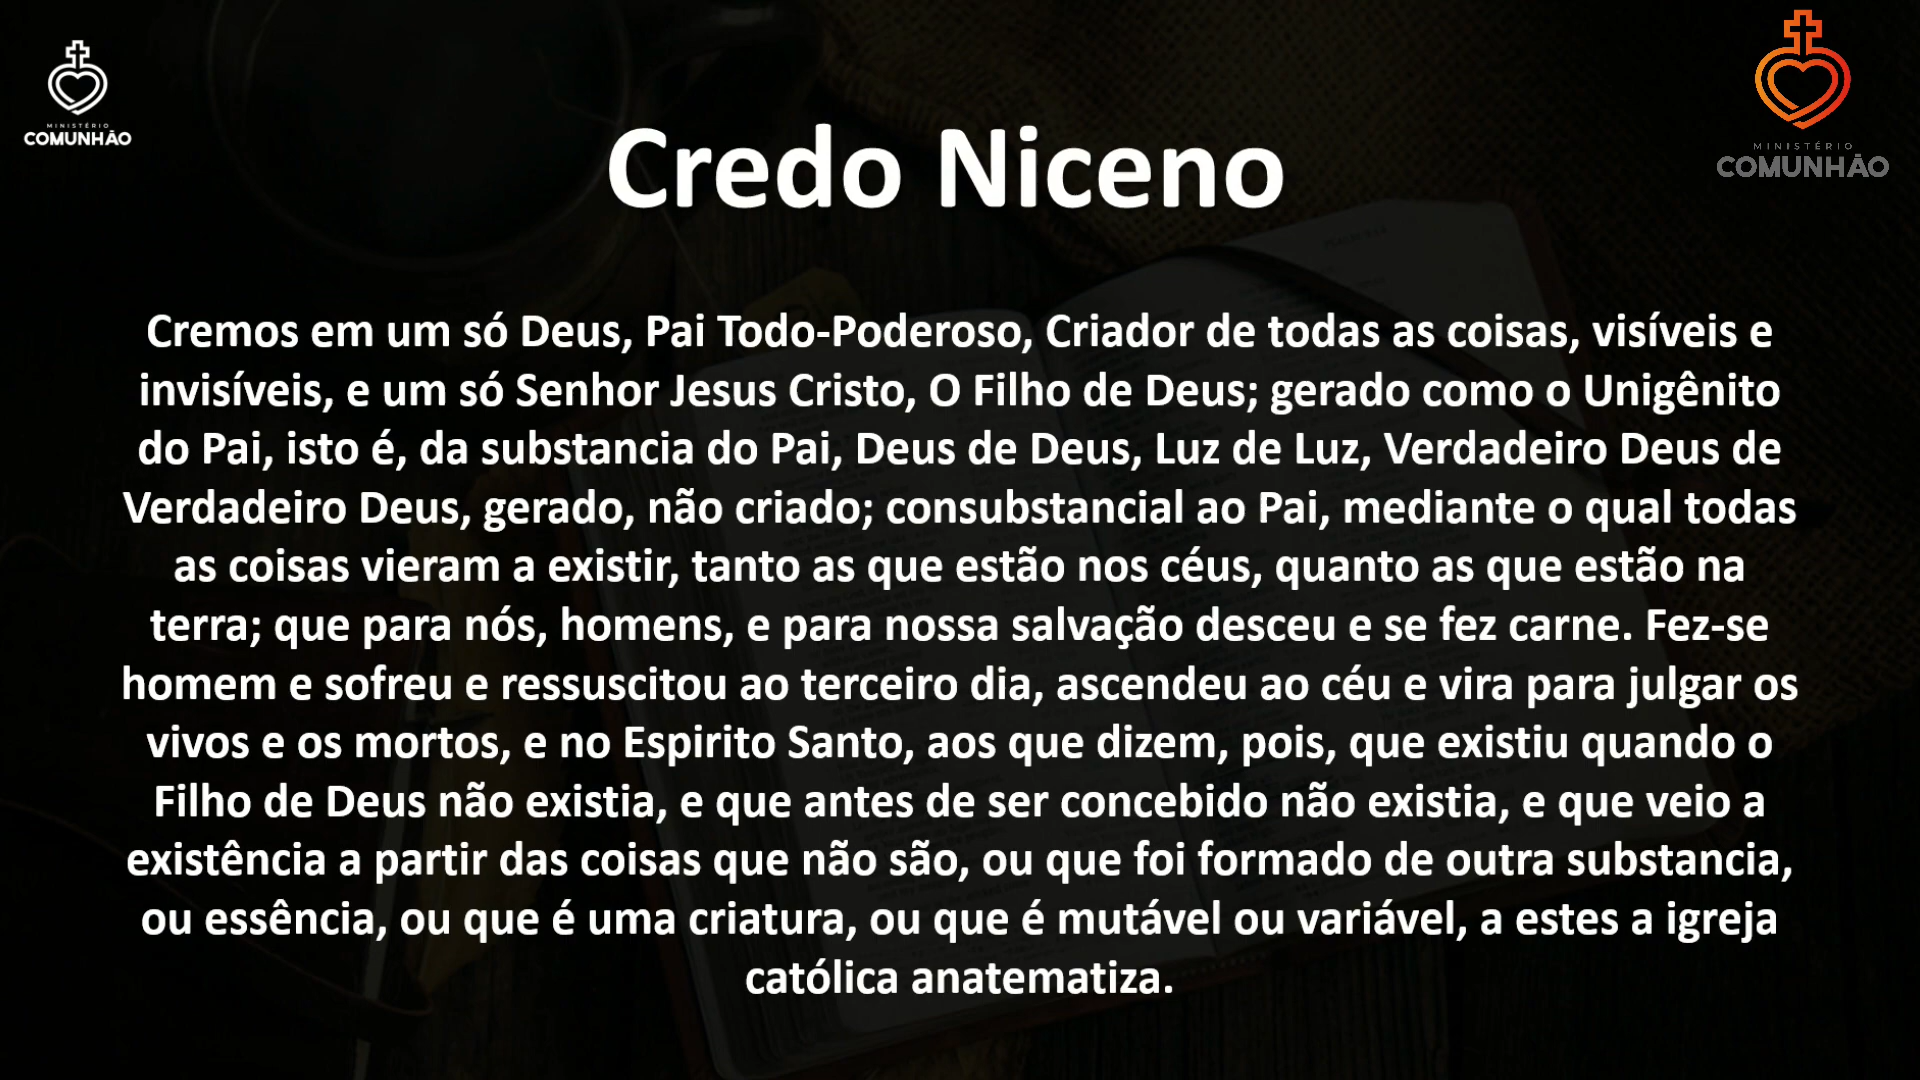 MINISTÉRIO
COMUNHÃO
MINISTÉRIO
COMUNHÃO
Credo Niceno
Cremos em um só Deus, Pai Todo-Poderoso, Criador de todas as coisas, visíveis e
invisíveis, e um só Senhor Jesus Cristo, O Filho de Deus; gerado como o Unigênito
do Pai, isto é, da substancia do Pai, Deus de Deus, Luz de Luz, Verdadeiro Deus de
Verdadeiro Deus, gerado, não criado; consubstancial ao Pai, mediante o qual todas
as coisas vieram a existir, tanto as que estão nos céus, quanto as que estão na
terra; que para nós, homens, e para nossa salvação desceu e se fez carne. Fez-se
homem e sofreu e ressuscitou ao terceiro dia, ascendeu ao céu e vira para julgar os
vivos e os mortos, e no Espirito Santo, aos que dizem, pois, que existiu quando o
Filho de Deus não existia, e que antes de ser concebido não existia, e que veio a
existência a partir das coisas que não são, ou que foi formado de outra substancia,
ou essência, ou que é uma criatura, ou que é mutável ou variável, a estes a igreja
católica anatematiza.